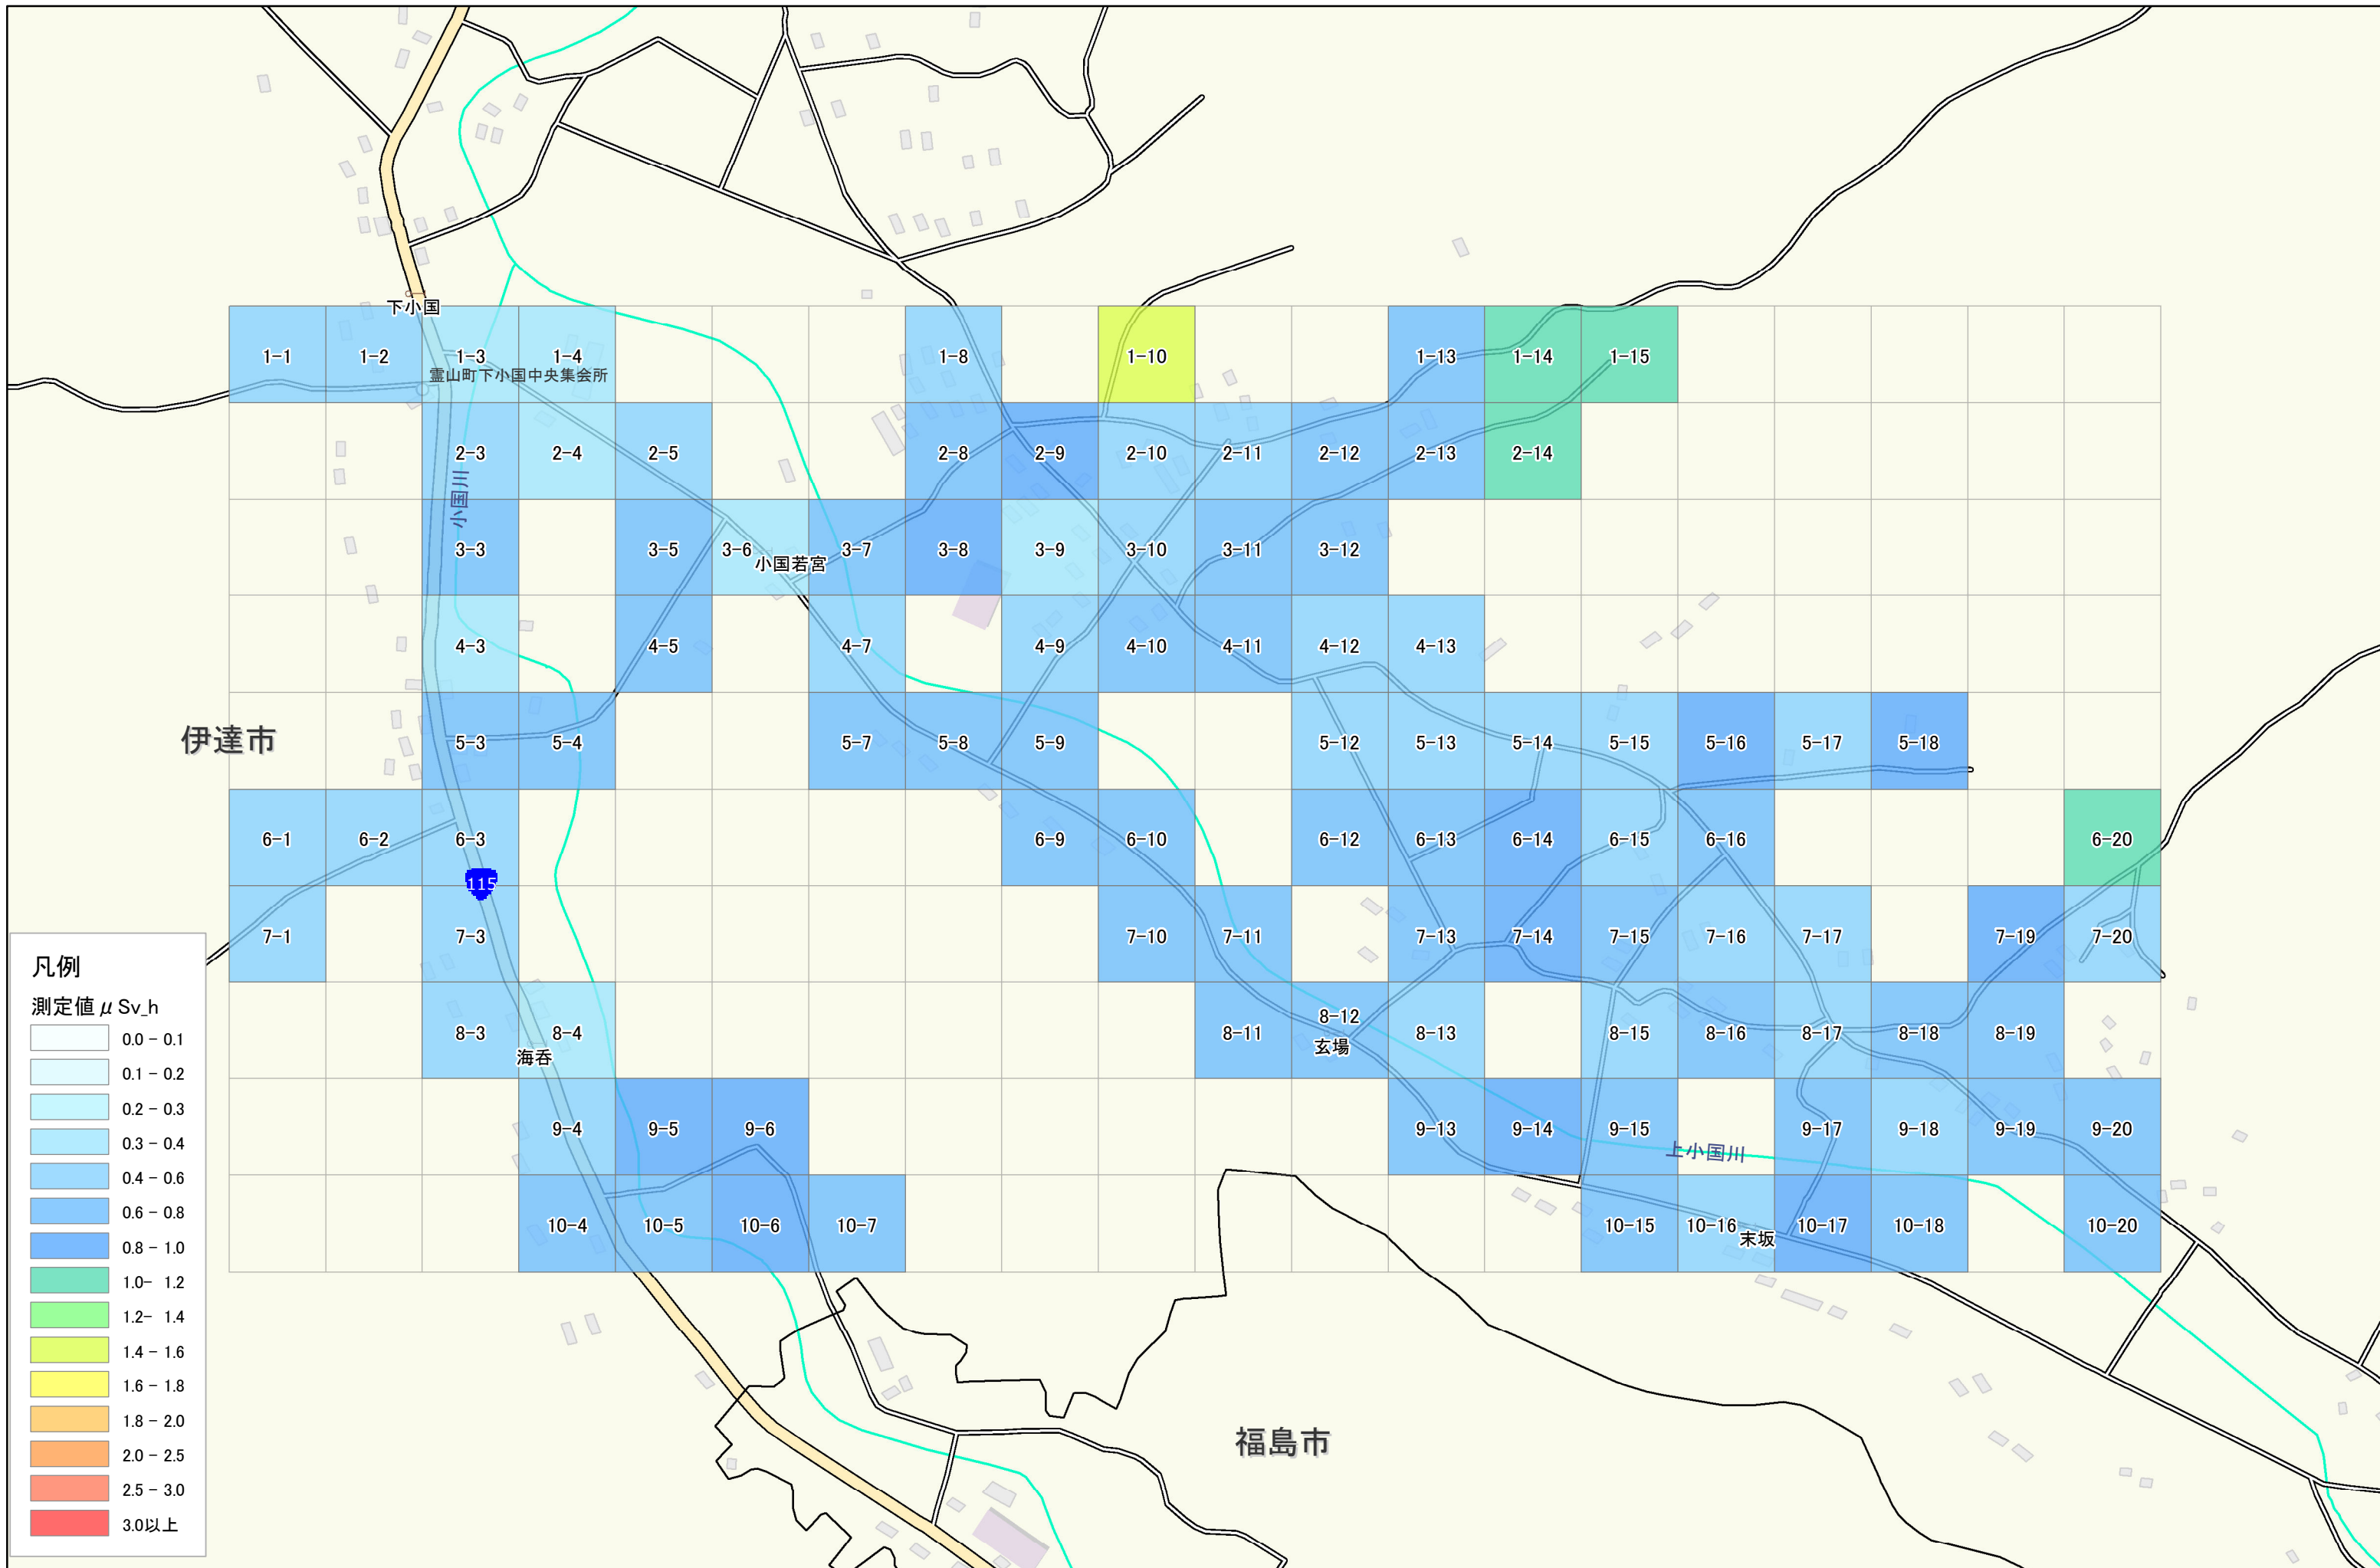 下小国
1-1 1-2 1-3 1-4 1-8 1-10 1-13 1-14 1-15
霊山町下小国中央集会所
2-3 2-4 2-5 2-8 2-9 2-10 2-11 2-12 2-13 2-14
小国川
3-3 3-5 3-6 3-7 3-8 3-9 3-10 3-11 3-12
小国若宮
4-3 4-5 4-7 4-9 4-10 4-11 4-12 4-13
伊達市
5-3 5-4 5-7 5-8 5-9 5-12 5-13 5-14 5-15 5-16 5-17 5-18
6-1 6-2 6-3 6-9 6-10 6-12 6-13 6-14 6-15 6-16 6-20
115
7-1 7-3 7-10 7-11 7-13 7-14 7-15 7-16 7-17 7-19 7-20
8-3 8-4 8-11 8-12 8-13 8-15 8-16 8-17 8-18 8-19
海呑
玄場
9-4 9-5 9-6 9-13 9-14 9-15 9-17 9-18 9-19 9-20
上小国川
10-4 10-5 10-6 10-7 10-15 10-16 10-17 10-18 10-20
末坂
福島市
凡例
測定値 μ Sv_h
0.0 - 0.1
0.1 - 0.2
0.2 - 0.3
0.3 - 0.4
0.4 - 0.6
0.6 - 0.8
0.8 - 1.0
1.0- 1.2
1.2- 1.4
1.4 - 1.6
1.6 - 1.8
1.8 - 2.0
2.0 - 2.5
2.5 - 3.0
3.0以上